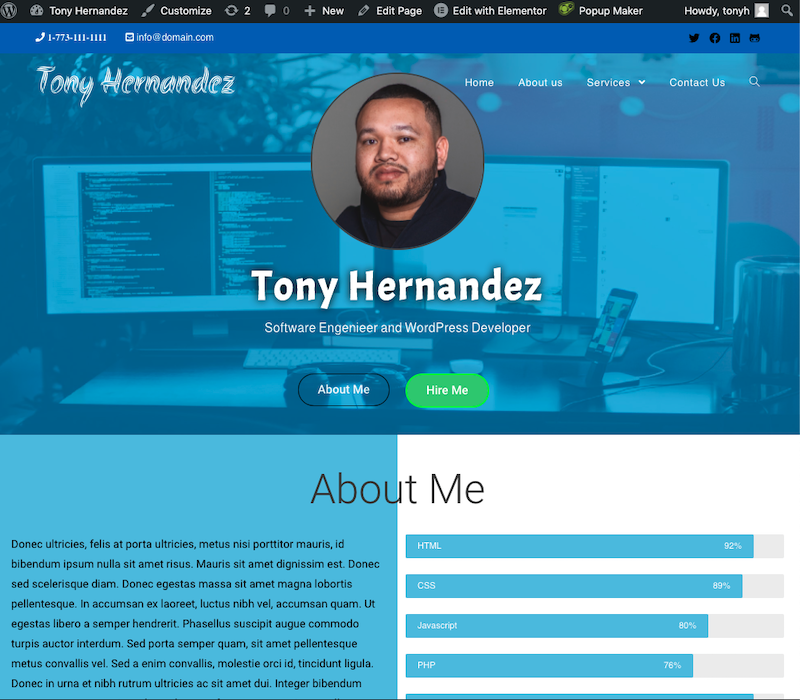 Tony Hernandez Customize 2 0 New Edit Page Edit with Elementor Popup Maker Howdy, tonyh
1-773-111-1111 info@domain.com
Tony Hernandez
Home About us Services Contact Us
Tony Hernandez
Software Engenieer and WordPress Developer
About Me Hire Me
About Me
Donec ultricies, felis at porta ultricies, metus nisi porttitor mauris, id
bibendum ipsum nulla sit amet risus. Mauris sit amet dignissim est. Donec
sed scelerisque diam. Donec egestas massa sit amet magna lobortis
pellentesque. In accumsan ex laoreet, luctus nibh vel, accumsan quam. Ut
egestas libero a semper hendrerit. Phasellus suscipit augue commodo
turpis auctor interdum. Sed porta semper quam, sit amet pellentesque
metus convallis vel. Sed a enim convallis, molestie orci id, tincidunt ligula.
Donec in urna et nibh rutrum ultricies ac sit amet dui. Integer bibendum
HTML 92%
CSS 89%
Javascript 80%
PHP 76%